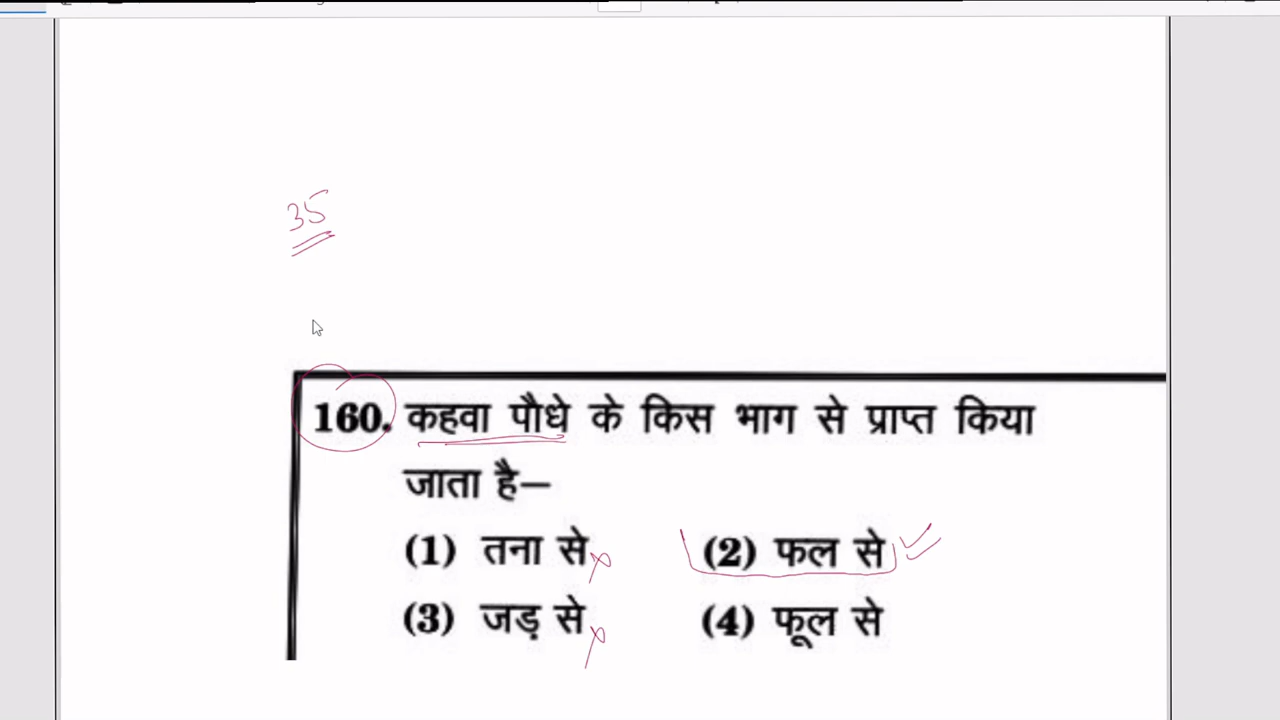 35
160. कहवा पौधे के किस भाग से प्राप्त किया
जाता है—
(1) तना से (2) फल से
(3) जड़ से (4) फूल से